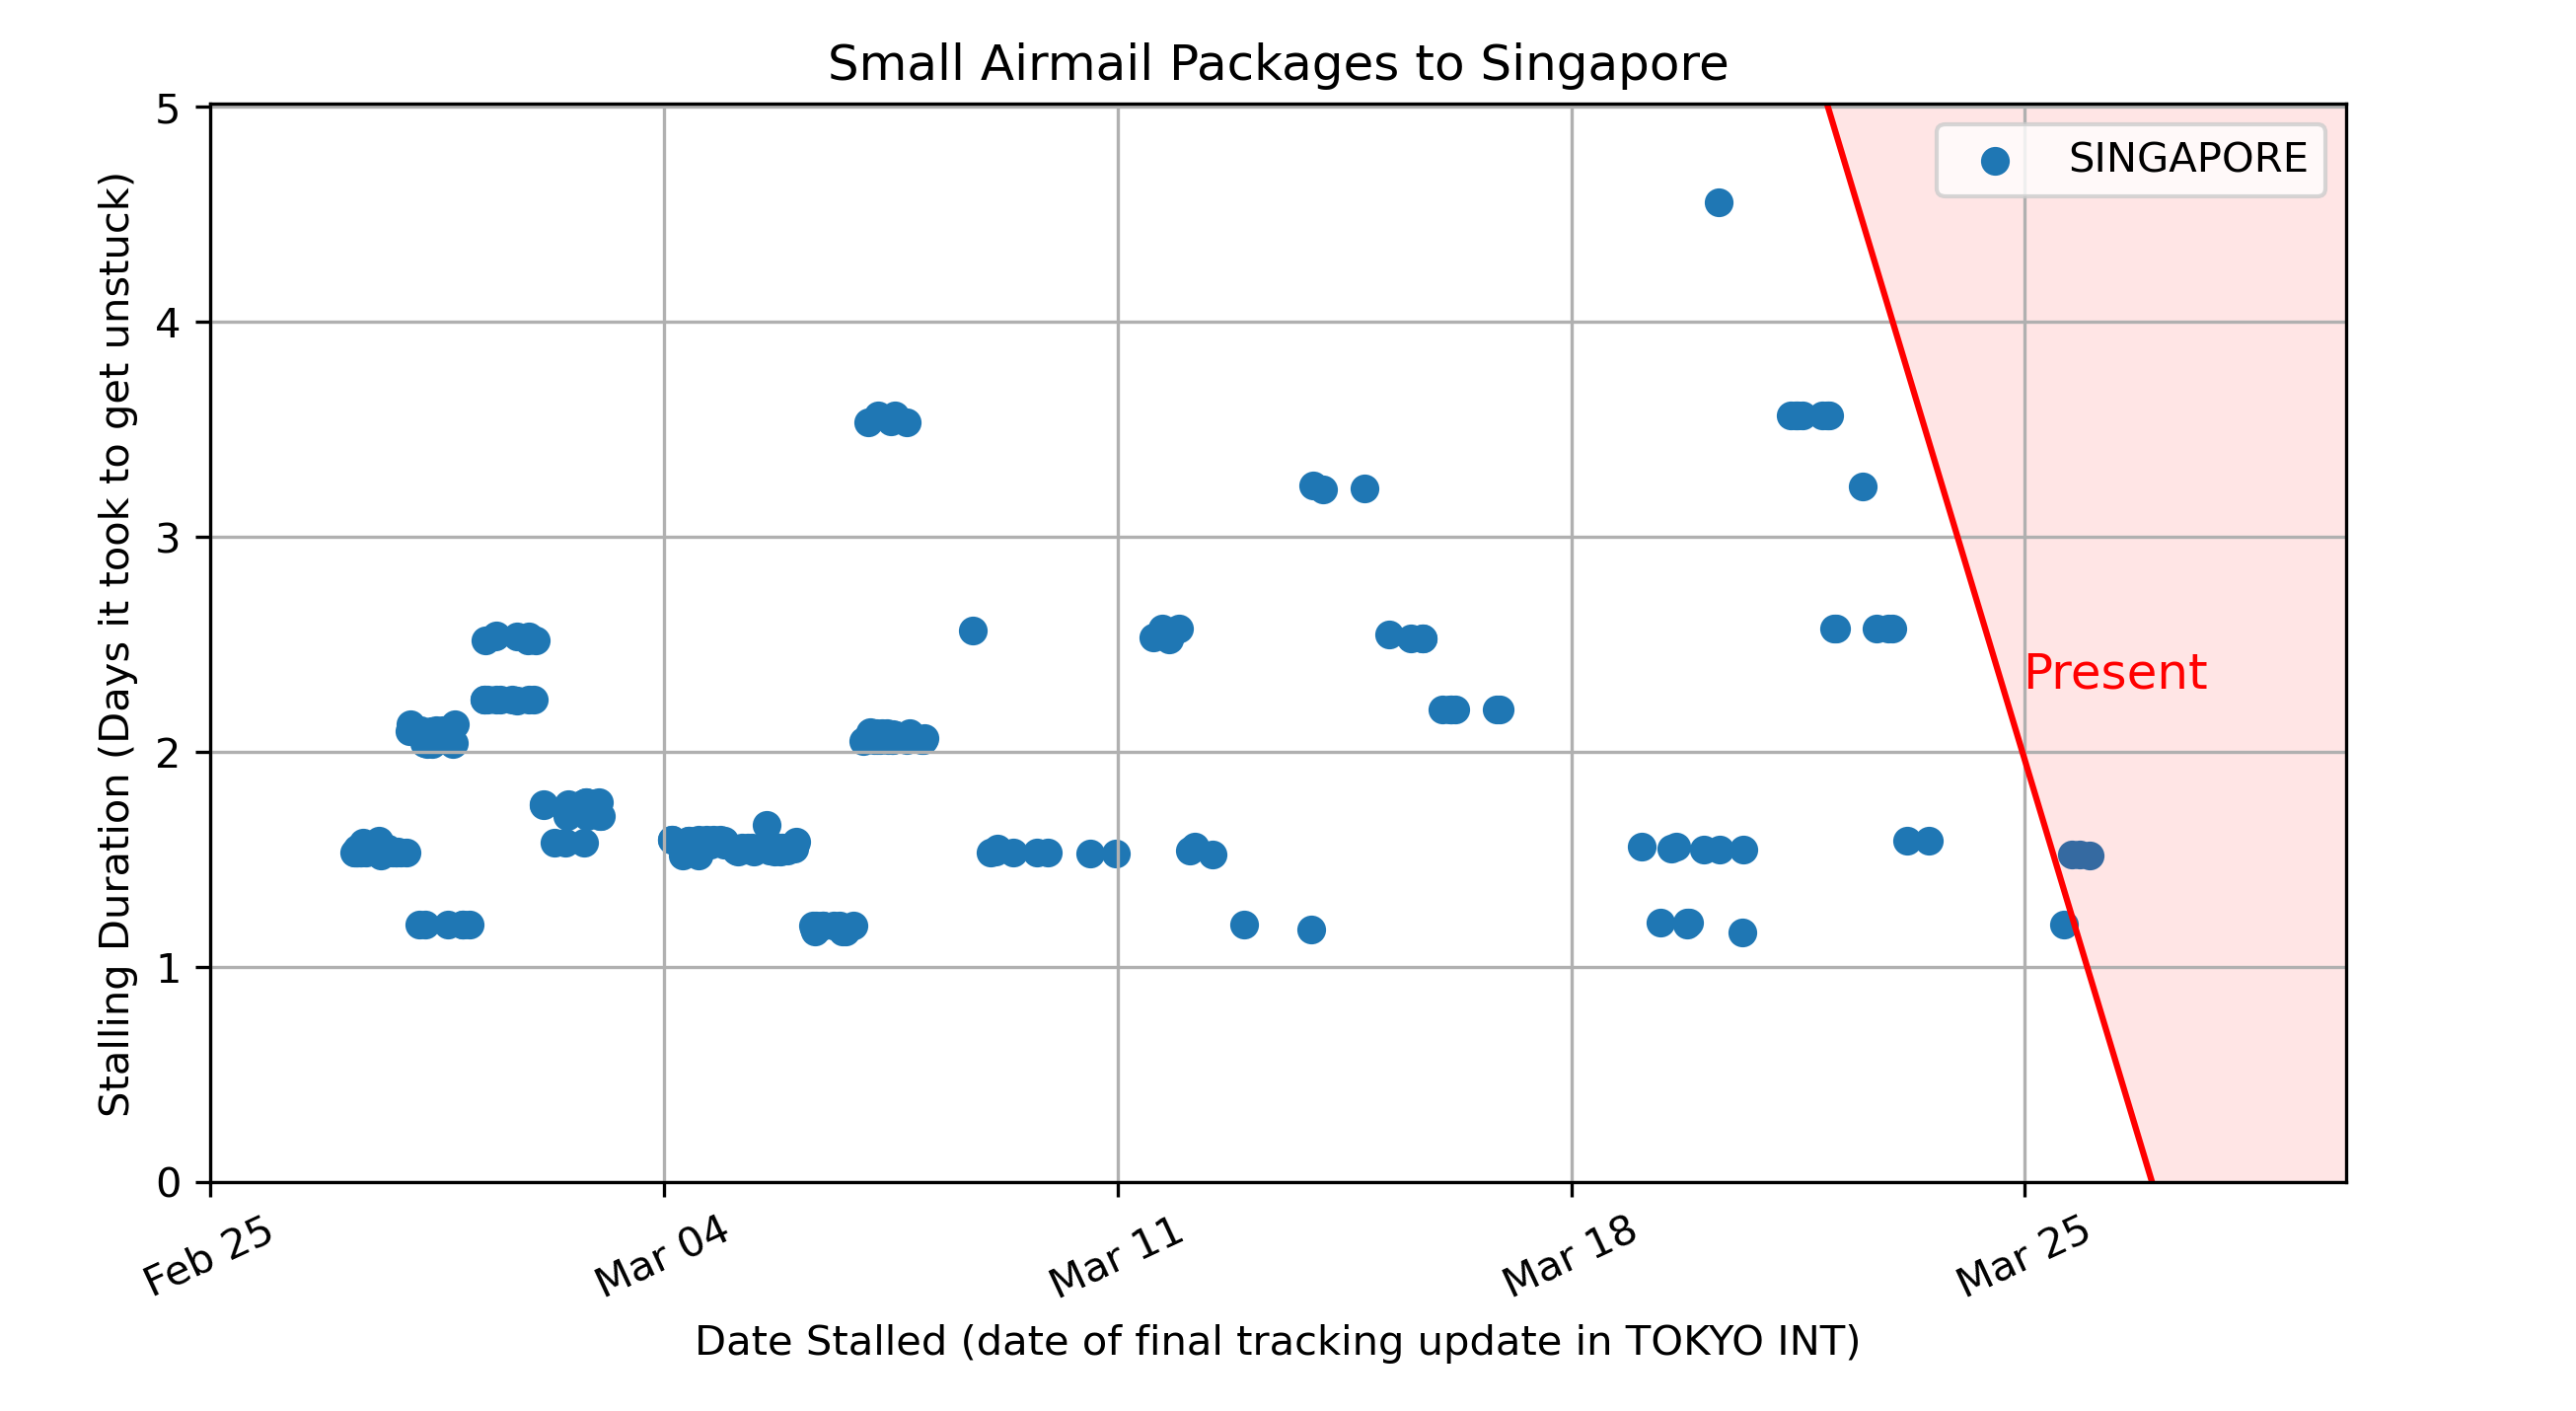 Small Airmail Packages to Singapore
SINGAPORE
Stalling Duration (Days it took to get unstuck)
5
4
3
2
1
0
Present
Feb 25
Mar 04
Mar 11
Mar 18
Mar 25
Date Stalled (date of final tracking update in TOKYO INT)